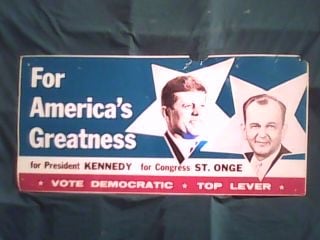 For
America's
Greatness
for President KENNEDY for Congress ST. ONGE
★ VOTE DEMOCRATIC ★ TOP LEVER ★